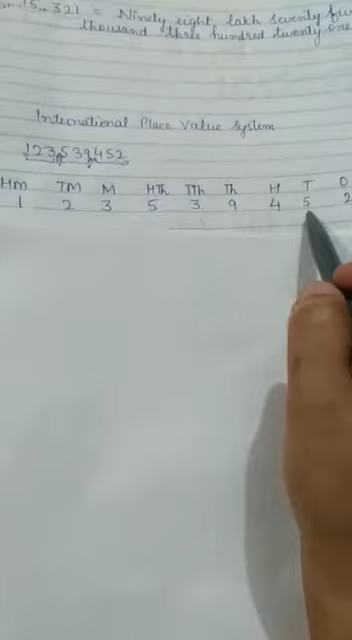 15,321 = Ninety eight lakh seventy five
thousand three hundred twenty one
International Place Value System
123,539,452
HM TM M HTh TTh Th H T O
1 2 3 5 3 9 4 5 2